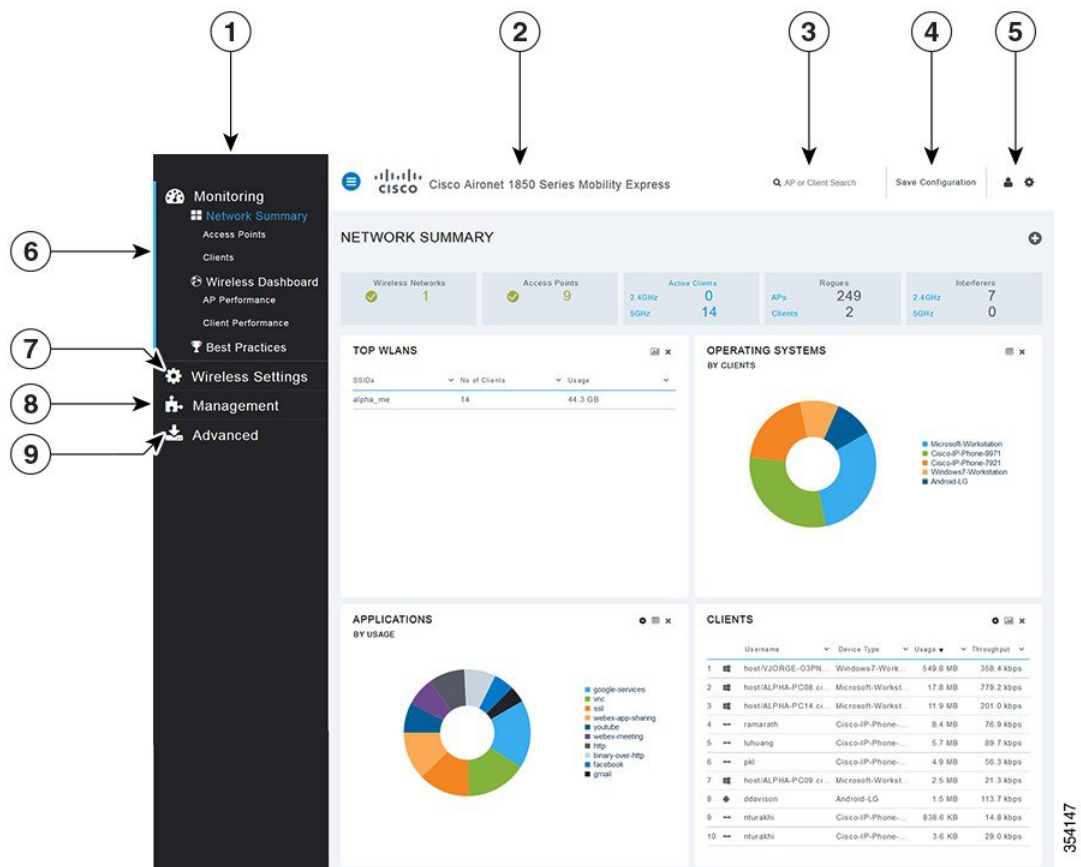 1 2 3 4 5
Monitoring
Network Summary
Access Points
Clients
Wireless Dashboard
AP Performance
Client Performance
Best Practices
Wireless Settings
Management
Advanced
6
7
8
9
CISCO Cisco Aironet 1850 Series Mobility Express
AP or Client Search
Save Configuration
NETWORK SUMMARY
Wireless Networks
1
Access Points
9
Active Clients
2.4GHz 0
5GHz 14
Rogues
APs 249
Clients 2
Interferers
2.4GHz 7
5GHz 0
TOP WLANS
SSIDs No of Clients Usage
alpha_me 14 44.3 GB
OPERATING SYSTEMS
BY CLIENTS
Microsoft-Workstation
Cisco-IP-Phone-9971
Cisco-IP-Phone-7921
Windows7-Workstation
Android-LG
APPLICATIONS
BY USAGE
google-services
vnc
ssl
webex-app-sharing
youtube
webex-meeting
http
binary-over-http
facebook
gmail
CLIENTS
Username Device Type Usage Throughput
1 host/VJORGE-G3PN... Windows7-Work... 549.8 MB 358.4 kbps
2 host/ALPHA-PC08.ci... Microsoft-Workst... 17.8 MB 779.2 kbps
3 host/ALPHA-PC14.ci... Microsoft-Workst... 11.9 MB 201.0 kbps
4 ramarath Cisco-IP-Phone-... 8.4 MB 76.9 kbps
5 luhuang Cisco-IP-Phone-... 5.7 MB 89.7 kbps
6 pkl Cisco-IP-Phone-... 4.9 MB 56.3 kbps
7 host/ALPHA-PC09.ci... Microsoft-Workst... 2.5 MB 21.3 kbps
8 ddavison Android-LG 1.5 MB 113.7 kbps
9 nturakhi Cisco-IP-Phone-... 838.6 KB 14.8 kbps
10 nturakhi Cisco-IP-Phone-... 3.6 KB 29.0 kbps
354147